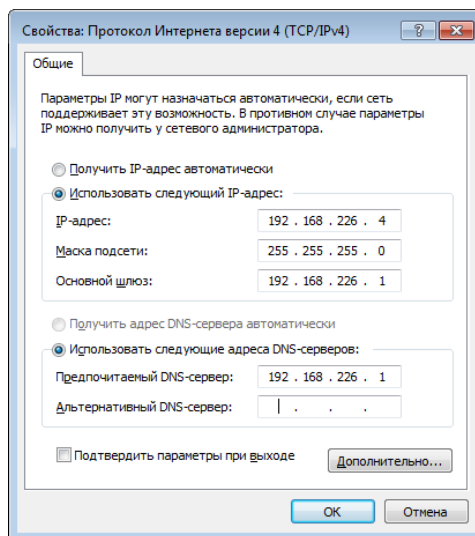 Свойства: Протокол Интернета версии 4 (TCP/IPv4)
Общие
Параметры IP могут назначаться автоматически, если сеть
поддерживает эту возможность. В противном случае параметры
IP можно получить у сетевого администратора.
Получить IP-адрес автоматически
Использовать следующий IP-адрес:
IP-адрес: 192 . 168 . 226 . 4
Маска подсети: 255 . 255 . 255 . 0
Основной шлюз: 192 . 168 . 226 . 1
Получить адрес DNS-сервера автоматически
Использовать следующие адреса DNS-серверов:
Предпочитаемый DNS-сервер: 192 . 168 . 226 . 1
Альтернативный DNS-сервер: . . .
Подтвердить параметры при выходе
Дополнительно...
ОК
Отмена